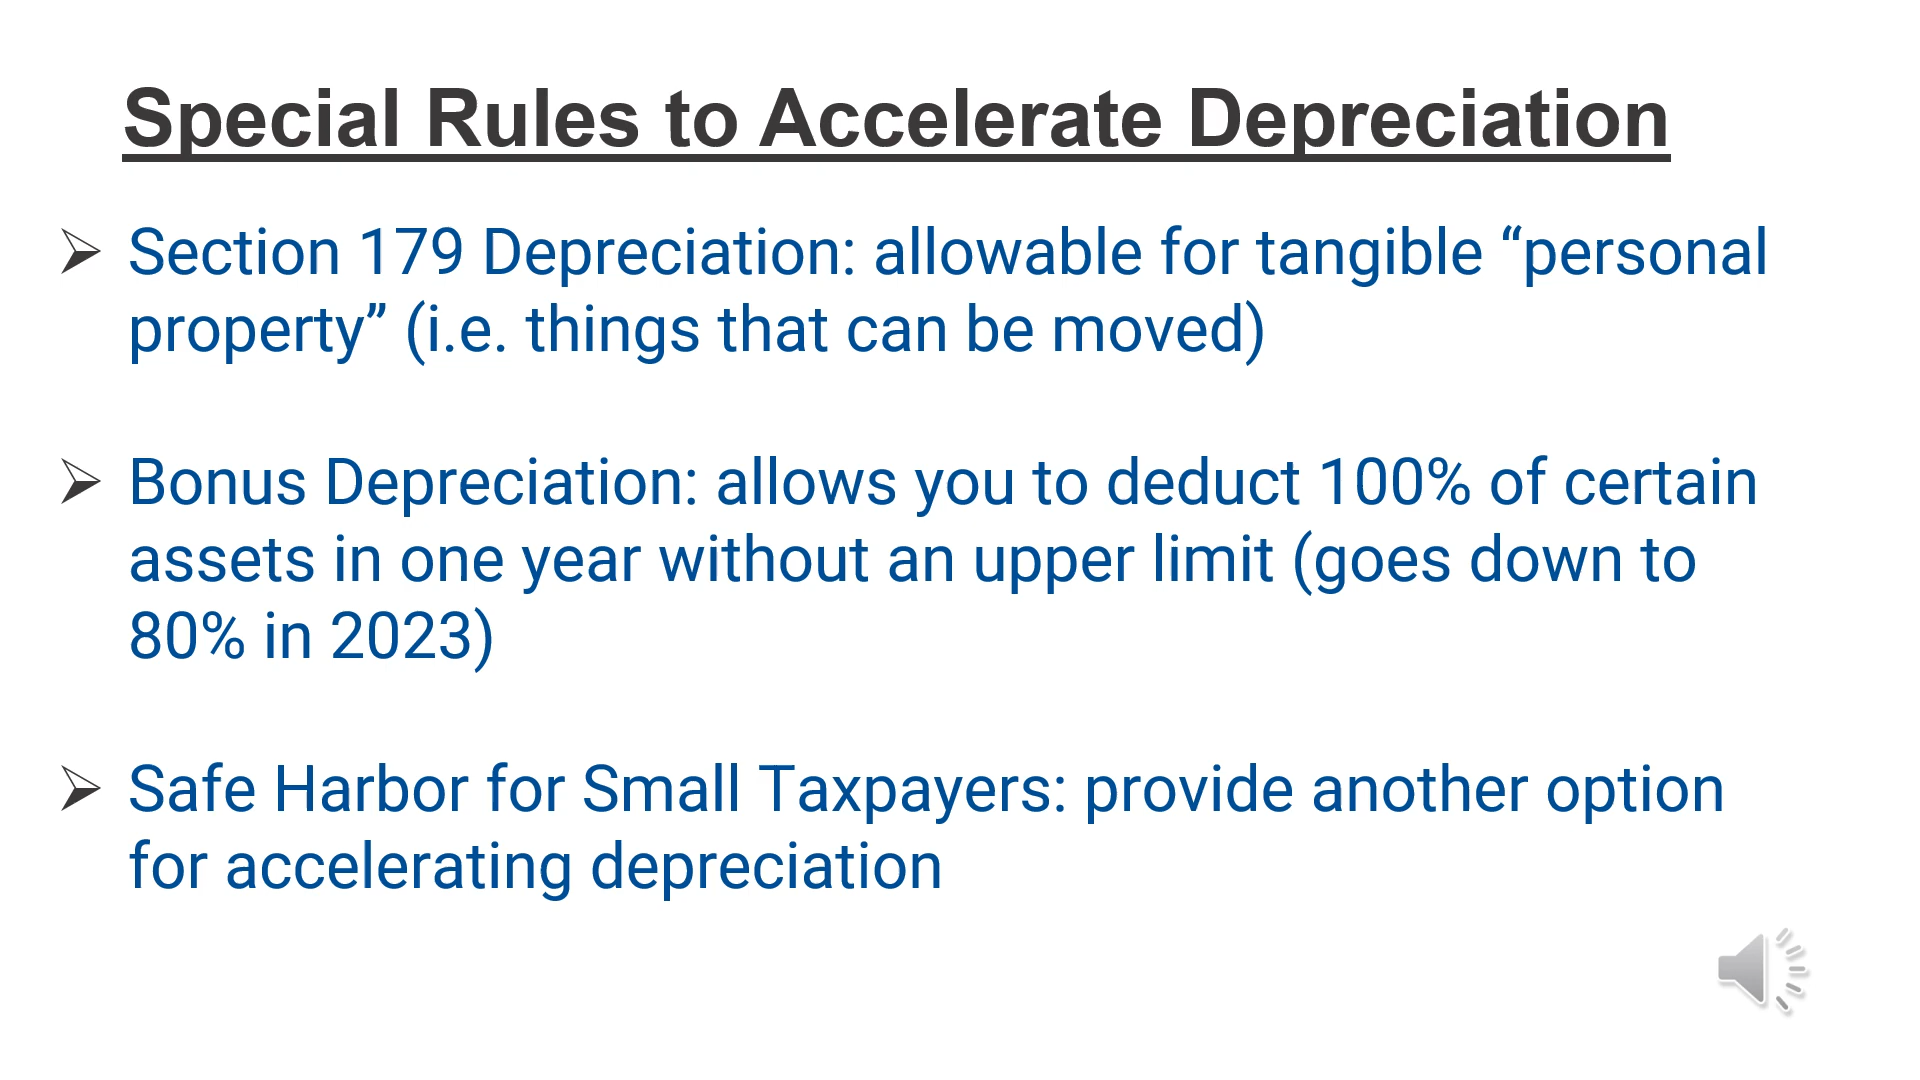 Special Rules to Accelerate Depreciation
➢ Section 179 Depreciation: allowable for tangible “personal
property” (i.e. things that can be moved)
➢ Bonus Depreciation: allows you to deduct 100% of certain
assets in one year without an upper limit (goes down to
80% in 2023)
➢ Safe Harbor for Small Taxpayers: provide another option
for accelerating depreciation